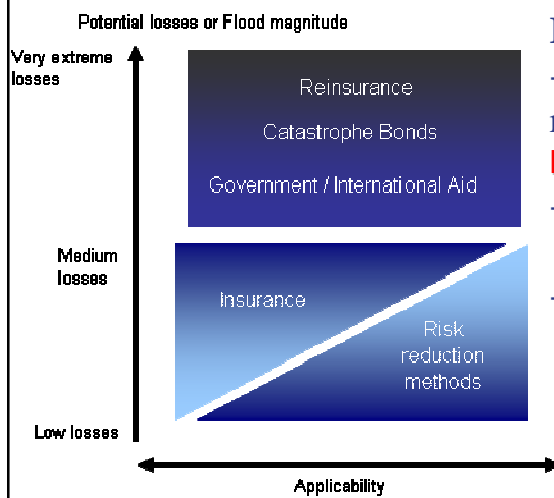 Potential losses or Flood magnitude
Very extreme
losses
Reinsurance
Catastrophe Bonds
Government / International Aid
Medium
losses
Insurance
Risk
reduction
methods
Low losses
Applicability